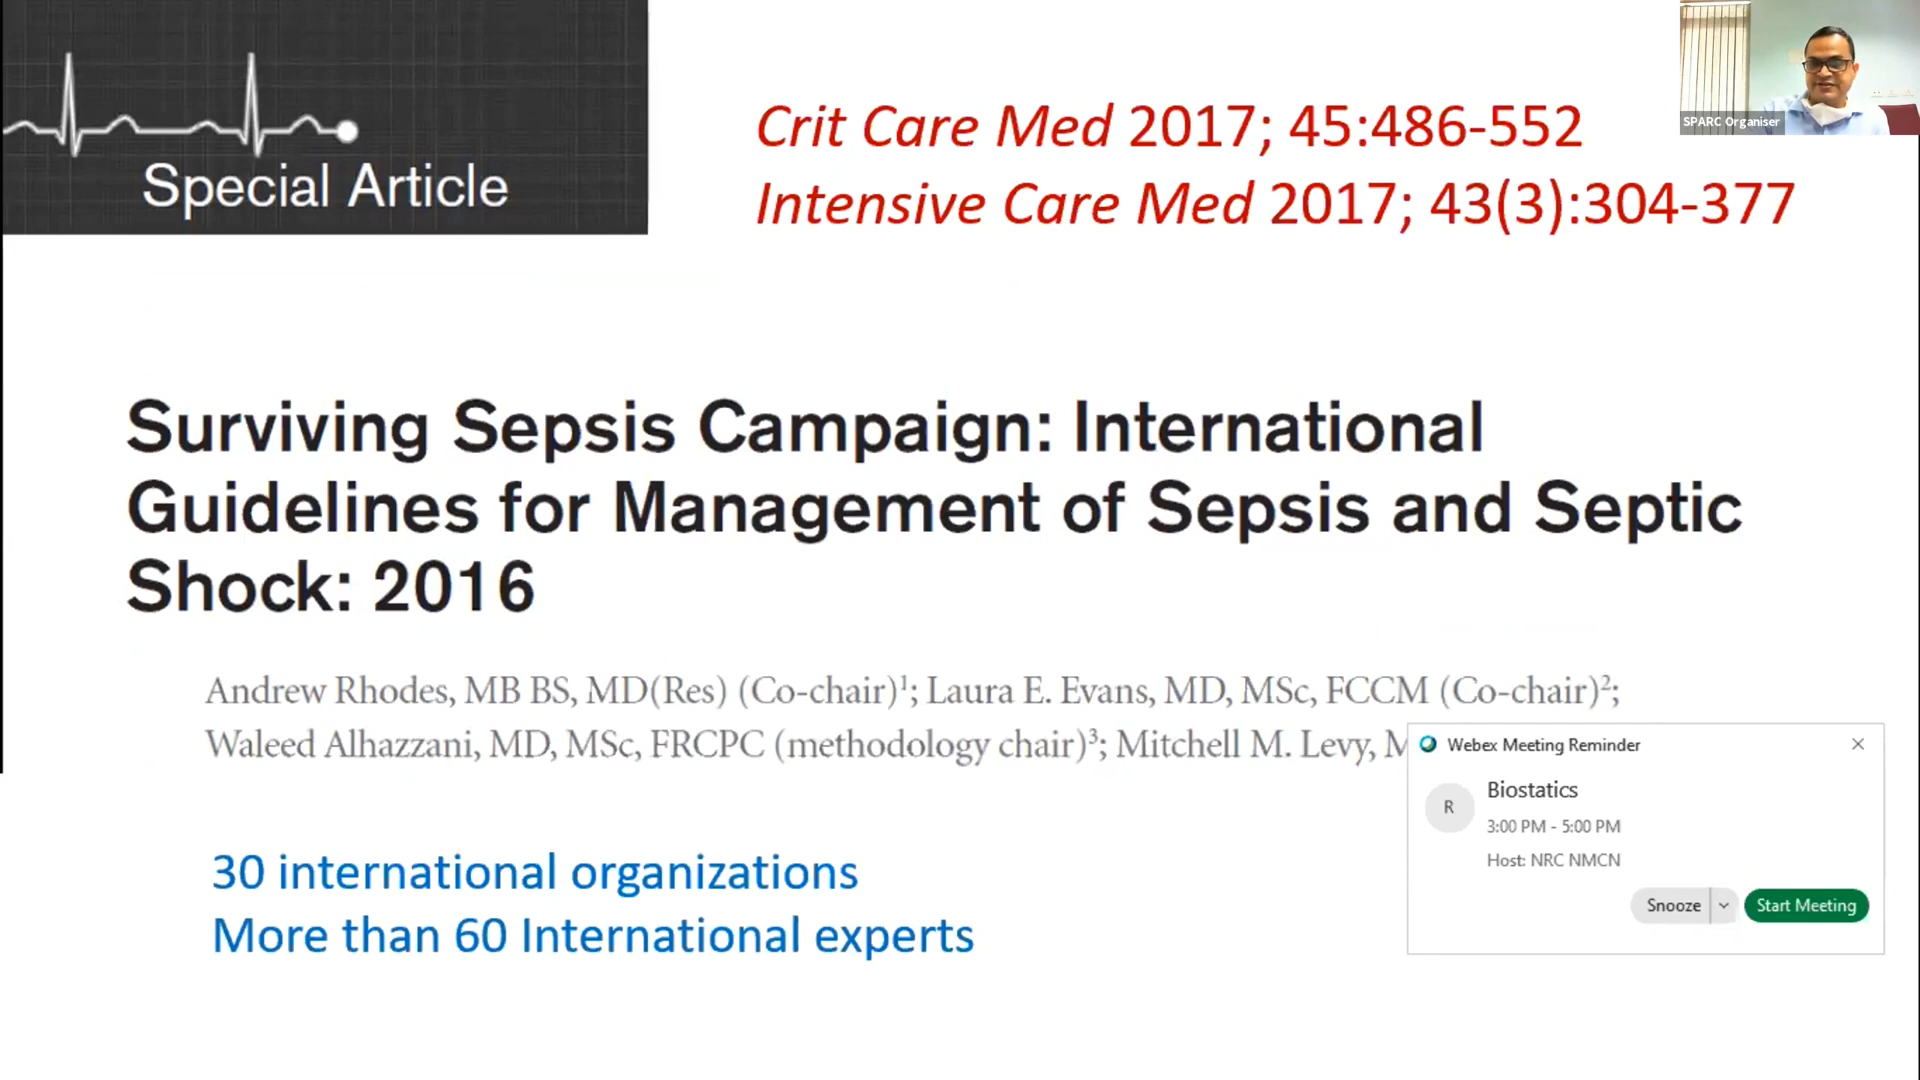 Special Article
Crit Care Med 2017; 45:486-552
Intensive Care Med 2017; 43(3):304-377
SPARC Organiser
Surviving Sepsis Campaign: International
Guidelines for Management of Sepsis and Septic
Shock: 2016
Andrew Rhodes, MB BS, MD(Res) (Co-chair)¹; Laura E. Evans, MD, MSc, FCCM (Co-chair)²;
Waleed Alhazzani, MD, MSc, FRCPC (methodology chair)³; Mitchell M. Levy, M
30 international organizations
More than 60 International experts
Webex Meeting Reminder
R
Biostatics
3:00 PM - 5:00 PM
Host: NRC NMCN
Snooze
Start Meeting